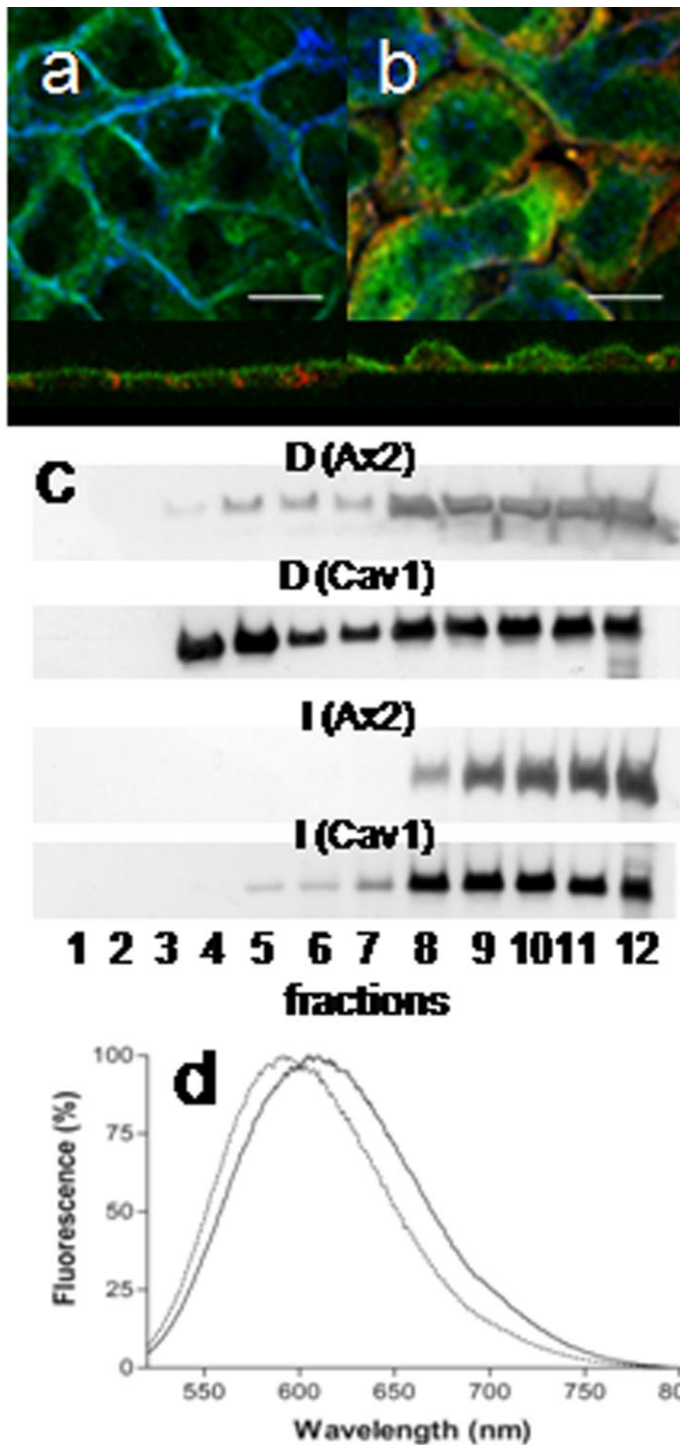 a b
c
D (Ax2)
D (Cav1)
I (Ax2)
I (Cav1)
1 2 3 4 5 6 7 8 9 10 11 12
fractions
d
100
75
50
25
0
Fluorescence (%)
550 600 650 700 750 80
Wavelength (nm)